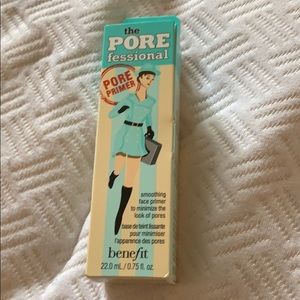 the
PORE
fessional
PORE
PRIMER
smoothing
face primer
to minimize the
look of pores
base de teint lissante
pour minimiser
l'apparence des pores
benefit
22.0 mL / 0.75 fl. oz.